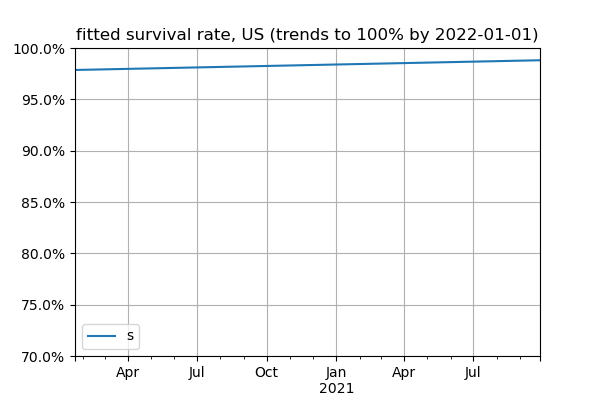 fitted survival rate, US (trends to 100% by 2022-01-01)
100.0%
95.0%
90.0%
85.0%
80.0%
75.0%
70.0%
s
Apr Jul Oct Jan Apr Jul
2021